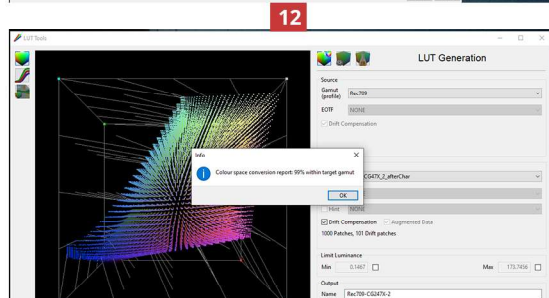 12
LUT Tools
LUT Generation
Source
Gamut (profile)
Rec709
EOTF
NONE
Drift Compensation
Info
Colour space conversion report: 99% within target gamut
OK
CG247X_2_afterChar
Hint
NONE
Drift Compensation
Augmented Data
1000 Patches, 101 Drift patches
Limit Luminance
Min
0.1467
Max
173.7456
Output
Name
Rec709-CG247X-2